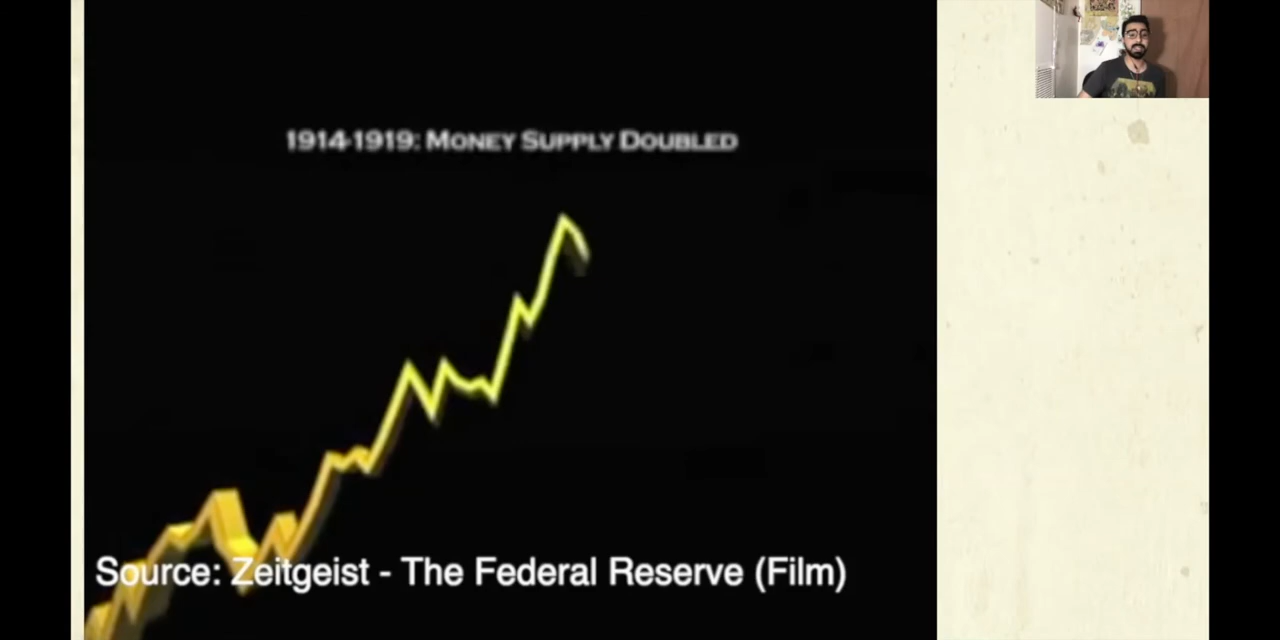 1914-1919: Money Supply Doubled
Source: Zeitgeist - The Federal Reserve (Film)